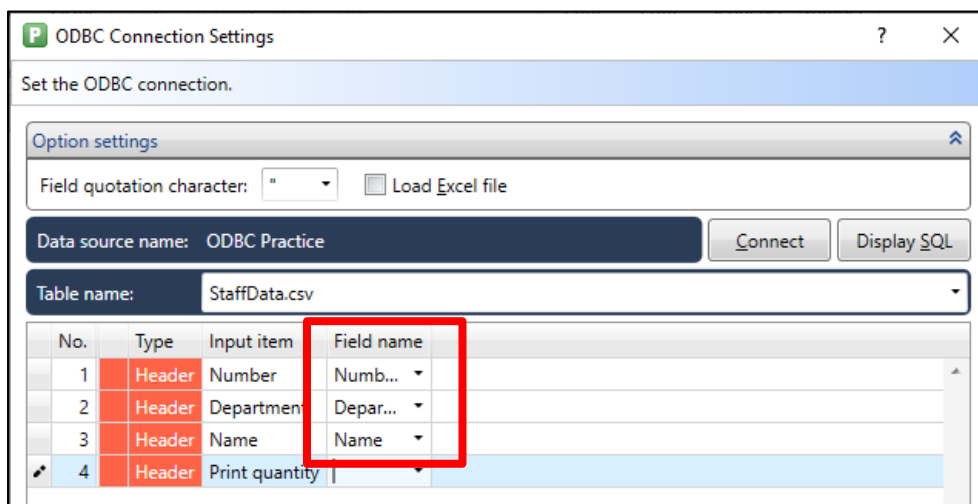 P ODBC Connection Settings ?
Set the ODBC connection.
Option settings
Field quotation character: " Load Excel file
Data source name: ODBC Practice Connect Display SQL
Table name: StaffData.csv
No. Type Input item Field name
1 Header Number Numb...
2 Header Department Depar...
3 Header Name Name
4 Header Print quantity